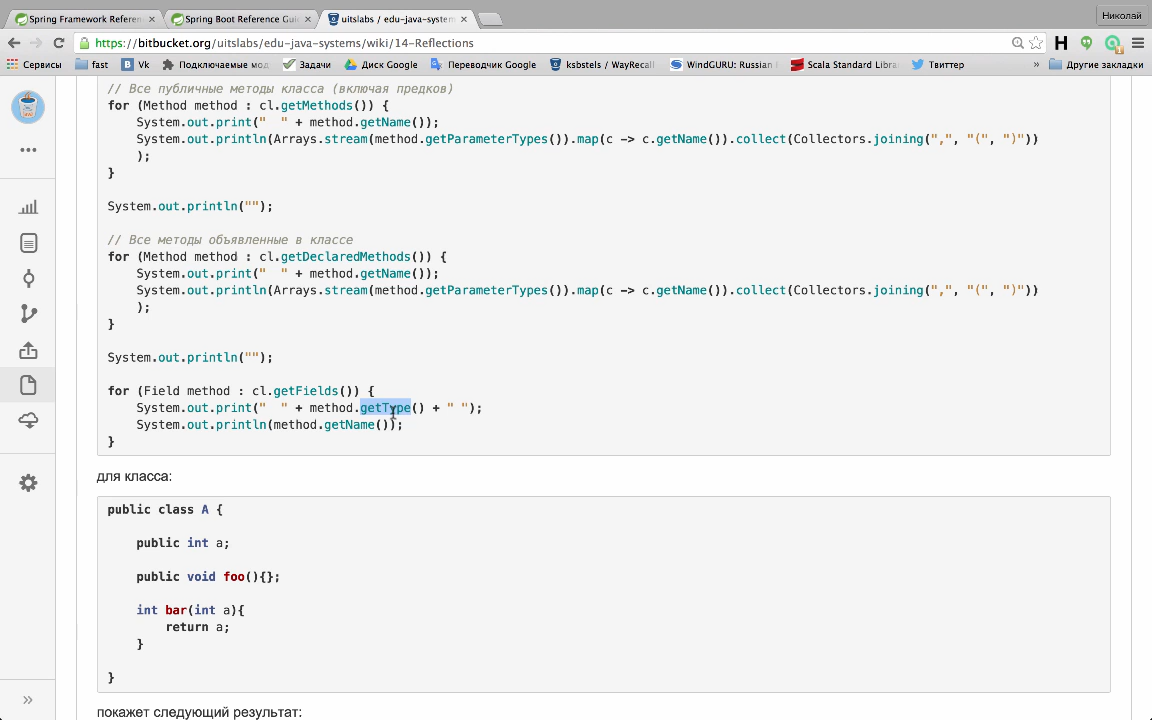 Spring Framework Referen
Spring Boot Reference Gui
uitslabs / edu-java-system
Николай
https://bitbucket.org/uitslabs/edu-java-systems/wiki/14-Reflections
Сервисы
fast
Vk
Подключаемые мод
Задачи
Диск Google
Переводчик Google
ksbstels / WayRecall
WindGURU: Russian
Scala Standard Libra
Твиттер
»
Другие закладки
// Все публичные методы класса (включая предков)
for (Method method : cl.getMethods()) {
System.out.print("  " + method.getName());
System.out.println(Arrays.stream(method.getParameterTypes()).map(c -> c.getName()).collect(Collectors.joining(",", "(", ")"))
);
}
System.out.println("");
// Все методы объявленные в классе
for (Method method : cl.getDeclaredMethods()) {
System.out.print("  " + method.getName());
System.out.println(Arrays.stream(method.getParameterTypes()).map(c -> c.getName()).collect(Collectors.joining(",", "(", ")"))
);
}
System.out.println("");
for (Field method : cl.getFields()) {
System.out.print("  " + method.getType() + " ");
System.out.println(method.getName());
}
для класса:
public class A {
public int a;
public void foo(){};
int bar(int a){
return a;
}
}
покажет следующий результат: